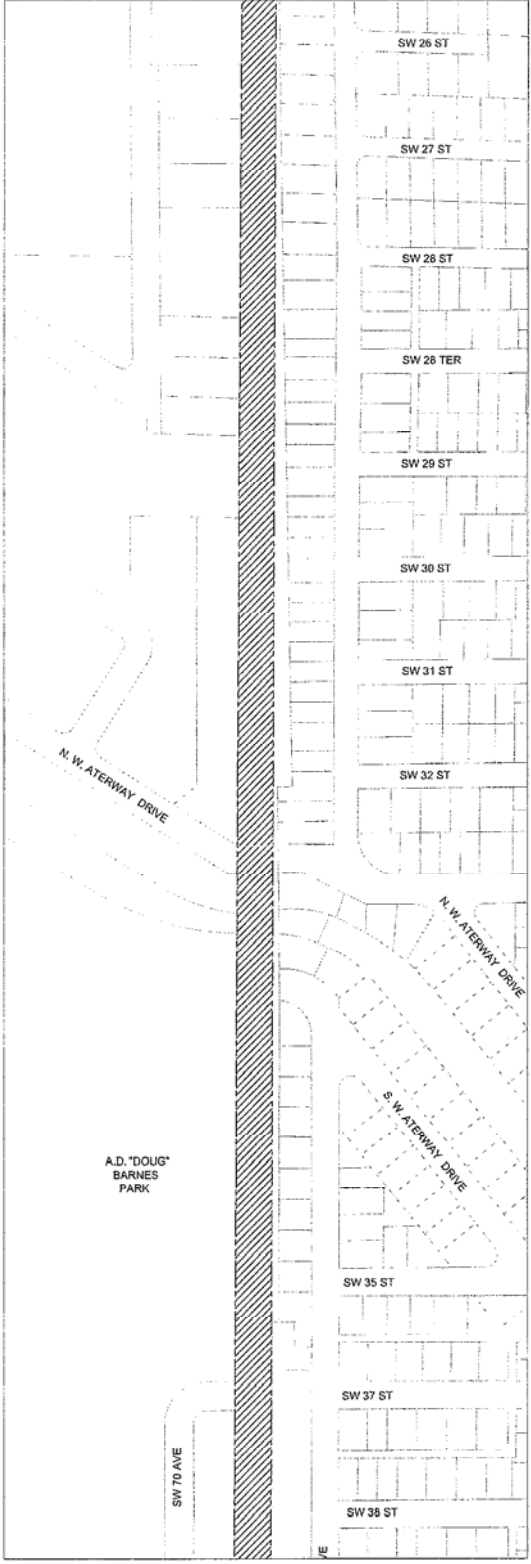 SW 26 ST
SW 27 ST
SW 28 ST
SW 28 TER
SW 29 ST
SW 30 ST
SW 31 ST
SW 32 ST
N. W. ATERWAY DRIVE
N. W. ATERWAY DRIVE
S. W. ATERWAY DRIVE
A.D. "DOUG"
BARNES
PARK
SW 35 ST
SW 37 ST
SW 70 AVE
SW 38 ST
VE